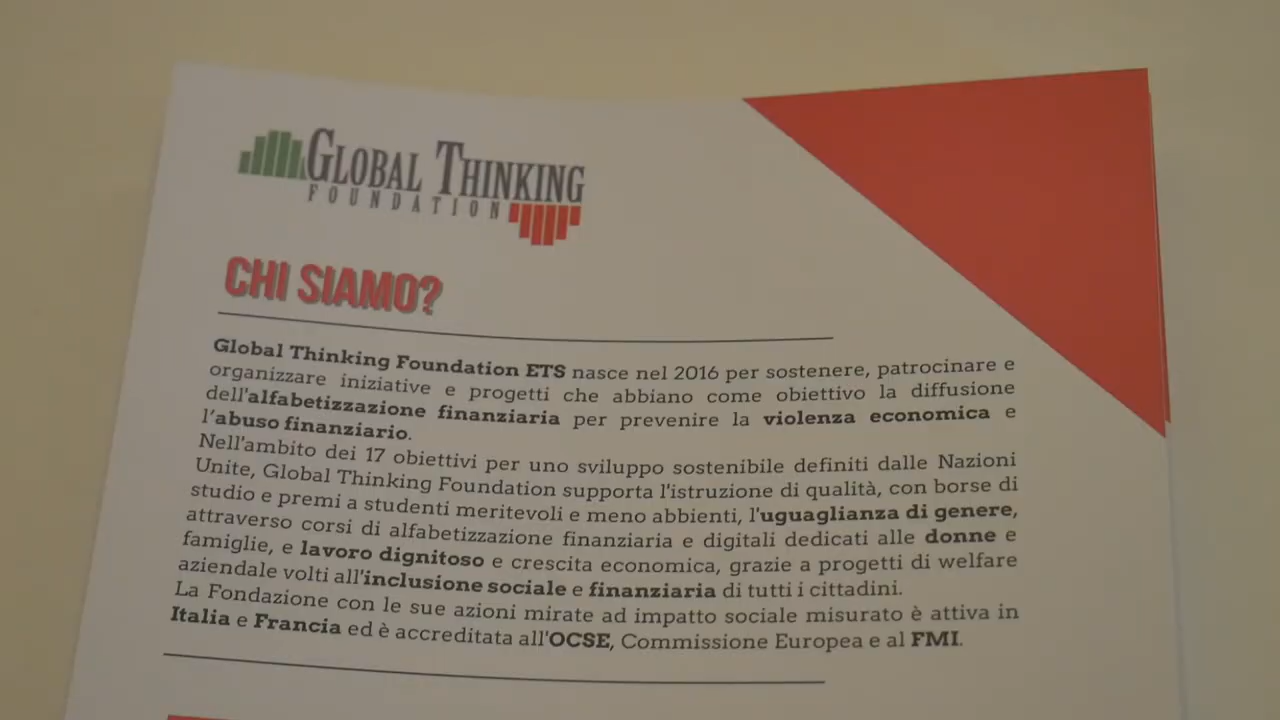 GLOBAL THINKING
FOUNDATION
CHI SIAMO?
Global Thinking Foundation ETS nasce nel 2016 per sostenere, patrocinare e
organizzare iniziative e progetti che abbiano come obiettivo la diffusione
dell'alfabetizzazione finanziaria per prevenire la violenza economica e
l’abuso finanziario.
Nell'ambito dei 17 obiettivi per uno sviluppo sostenibile definiti dalle Nazioni
Unite, Global Thinking Foundation supporta l'istruzione di qualità, con borse di
studio e premi a studenti meritevoli e meno abbienti, l'uguaglianza di genere,
attraverso corsi di alfabetizzazione finanziaria e digitali dedicati alle donne e
famiglie, e lavoro dignitoso e crescita economica, grazie a progetti di welfare
aziendale volti all'inclusione sociale e finanziaria di tutti i cittadini.
La Fondazione con le sue azioni mirate ad impatto sociale misurato è attiva in
Italia e Francia ed è accreditata all'OCSE, Commissione Europea e al FMI.